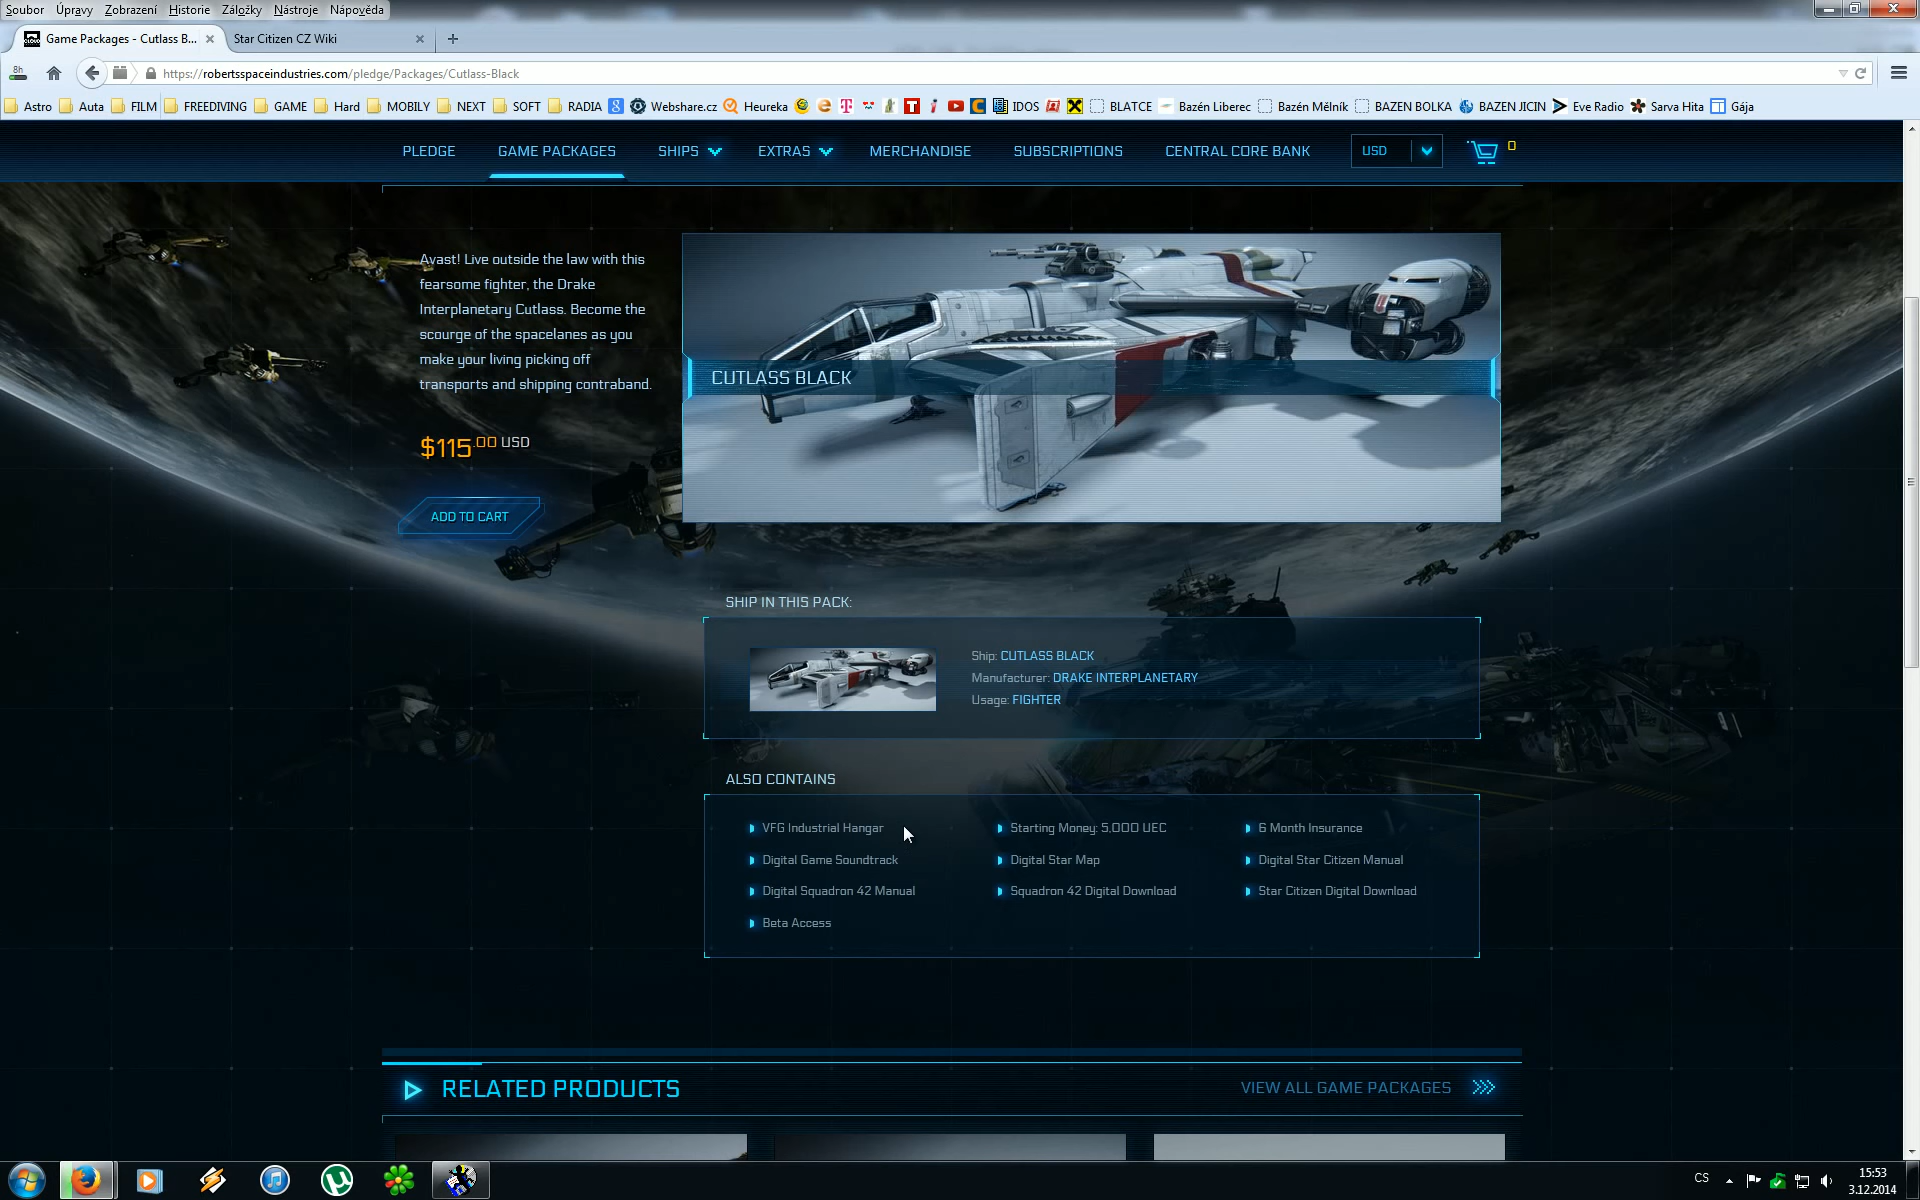 Soubor Úpravy Zobrazení Historie Záložky Nástroje Nápověda
Game Packages - Cutlass B... Star Citizen CZ Wiki
8h https://robertsspaceindustries.com/pledge/Packages/Cutlass-Black
Astro Auta FILM FREEDIVING GAME Hard MOBILY NEXT SOFT RADIA Webshare.cz Heureka IDOS BLATCE Bazén Liberec Bazén Mělník BAZEN BOLKA BAZEN JICIN Eve Radio Sarva Hita Gája
PLEDGE GAME PACKAGES SHIPS EXTRAS MERCHANDISE SUBSCRIPTIONS CENTRAL CORE BANK USD 0
Avast! Live outside the law with this
fearsome fighter, the Drake
Interplanetary Cutlass. Become the
scourge of the spacelanes as you
make your living picking off
transports and shipping contraband.
$115.00 USD
ADD TO CART
CUTLASS BLACK
SHIP IN THIS PACK:
Ship: CUTLASS BLACK
Manufacturer: DRAKE INTERPLANETARY
Usage: FIGHTER
ALSO CONTAINS
VFG Industrial Hangar Starting Money: 5,000 UEC 6 Month Insurance
Digital Game Soundtrack Digital Star Map Digital Star Citizen Manual
Digital Squadron 42 Manual Squadron 42 Digital Download Star Citizen Digital Download
Beta Access
RELATED PRODUCTS VIEW ALL GAME PACKAGES
CS 15:53
3.12.2014